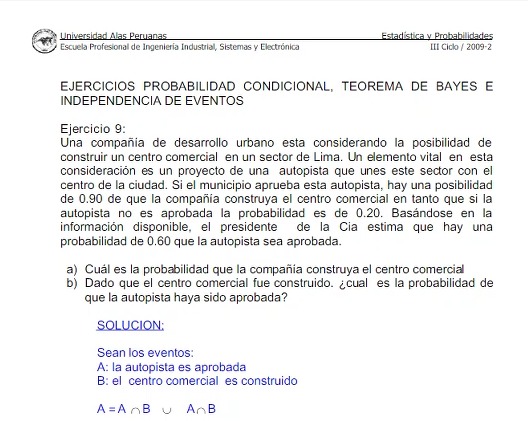 Universidad Alas Peruanas Estadística y Probabilidades
Escuela Profesional de Ingeniería Industrial, Sistemas y Electrónica III Ciclo / 2009-2
EJERCICIOS PROBABILIDAD CONDICIONAL, TEOREMA DE BAYES E
INDEPENDENCIA DE EVENTOS
Ejercicio 9:
Una compañía de desarrollo urbano esta considerando la posibilidad de
construir un centro comercial en un sector de Lima. Un elemento vital en esta
consideración es un proyecto de una autopista que unes este sector con el
centro de la ciudad. Si el municipio aprueba esta autopista, hay una posibilidad
de 0.90 de que la compañía construya el centro comercial en tanto que si la
autopista no es aprobada la probabilidad es de 0.20. Basándose en la
información disponible, el presidente de la Cia estima que hay una
probabilidad de 0.60 que la autopista sea aprobada.
a) Cuál es la probabilidad que la compañía construya el centro comercial
b) Dado que el centro comercial fue construido. ¿cual es la probabilidad de
que la autopista haya sido aprobada?
SOLUCION:
Sean los eventos:
A: la autopista es aprobada
B: el centro comercial es construido
A = A ∩ B ∪ A ∩ B